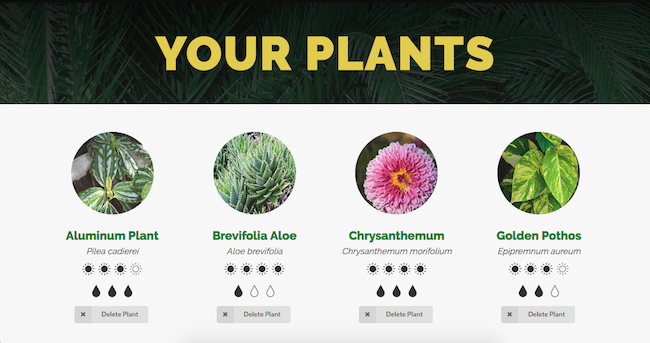 YOUR PLANTS
Aluminum Plant
Pilea cadierei
Delete Plant
Brevifolia Aloe
Aloe brevifolia
Delete Plant
Chrysanthemum
Chrysanthemum morifolium
Delete Plant
Golden Pothos
Epipremnum aureum
Delete Plant